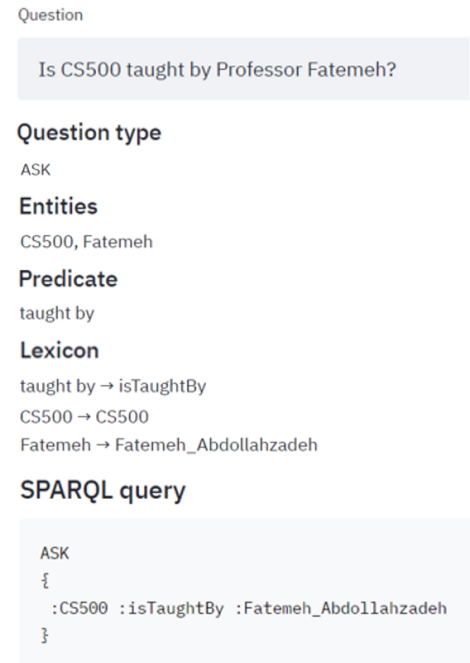 Question
Is CS500 taught by Professor Fatemeh?
Question type
ASK
Entities
CS500, Fatemeh
Predicate
taught by
Lexicon
taught by → isTaughtBy
CS500 → CS500
Fatemeh → Fatemeh_Abdollahzadeh
SPARQL query
ASK
{
:CS500 :isTaughtBy :Fatemeh_Abdollahzadeh
}